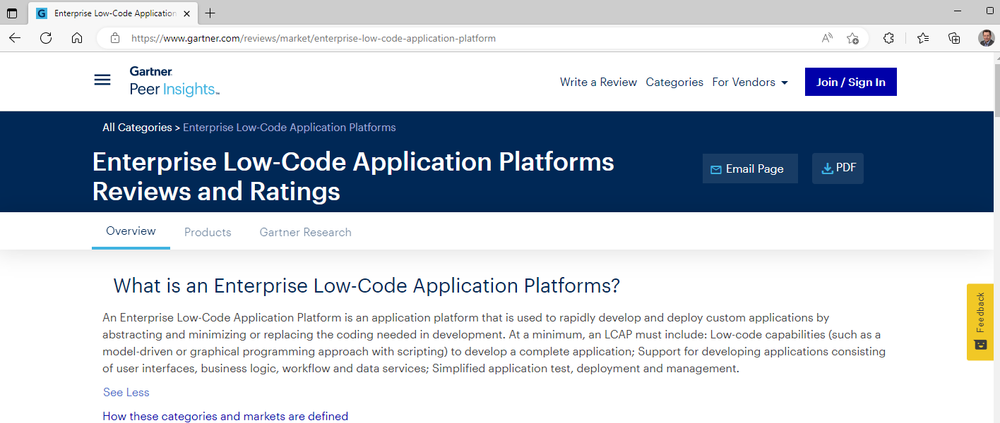 Enterprise Low-Code Application
https://www.gartner.com/reviews/market/enterprise-low-code-application-platform
Gartner
Peer Insights™
Write a Review Categories For Vendors Join / Sign In
All Categories > Enterprise Low-Code Application Platforms
Enterprise Low-Code Application Platforms
Reviews and Ratings
Email Page PDF
Overview Products Gartner Research
What is an Enterprise Low-Code Application Platforms?
An Enterprise Low-Code Application Platform is an application platform that is used to rapidly develop and deploy custom applications by
abstracting and minimizing or replacing the coding needed in development. At a minimum, an LCAP must include: Low-code capabilities (such as a
model-driven or graphical programming approach with scripting) to develop a complete application; Support for developing applications consisting
of user interfaces, business logic, workflow and data services; Simplified application test, deployment and management.
See Less
How these categories and markets are defined
Feedback